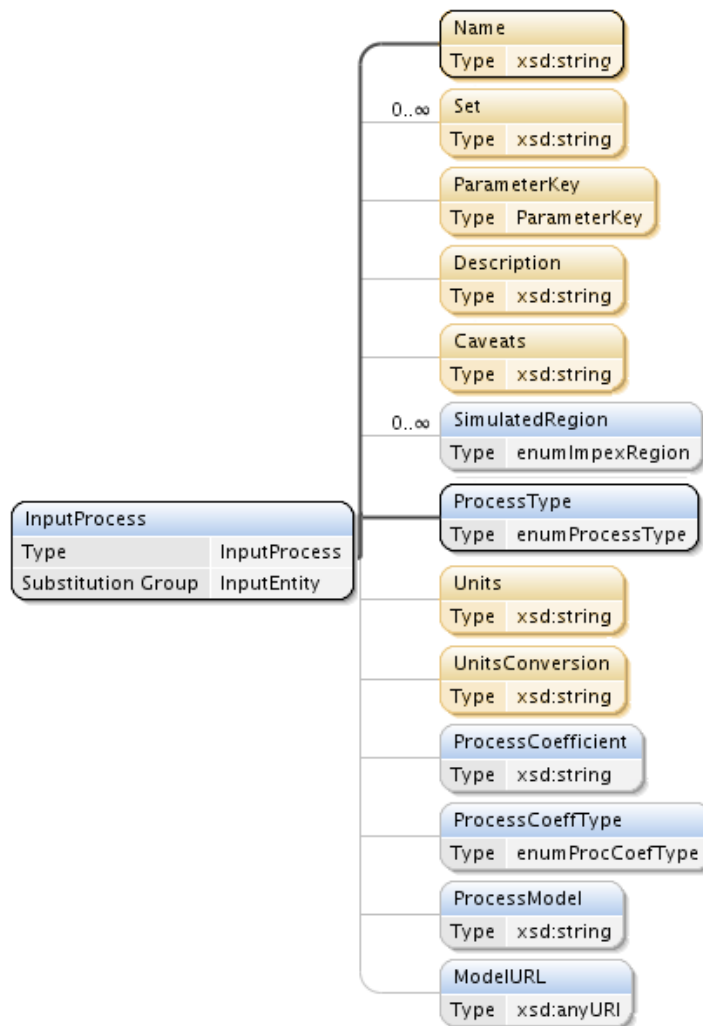 Name
Type xsd:string
0..∞
Set
Type xsd:string
ParameterKey
Type ParameterKey
Description
Type xsd:string
Caveats
Type xsd:string
0..∞
SimulatedRegion
Type enumImpexRegion
InputProcess
Type InputProcess
Substitution Group InputEntity
ProcessType
Type enumProcessType
Units
Type xsd:string
UnitsConversion
Type xsd:string
ProcessCoefficient
Type xsd:string
ProcessCoeffType
Type enumProcCoefType
ProcessModel
Type xsd:string
ModelURL
Type xsd:anyURI